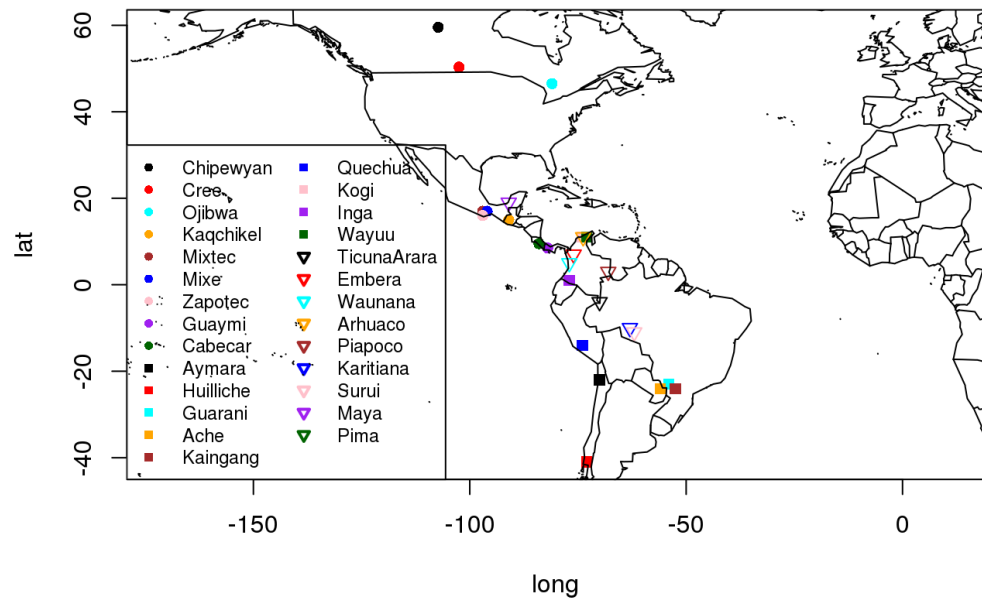 60
40
20
0
-20
-40
lat
Chipewyan
Cree
Ojibwa
Kaqchikel
Mixtec
Mixe
Zapotec
Guaymi
Cabecar
Aymara
Huilliche
Guarani
Ache
Kaingang
Quechua
Kogi
Inga
Wayuu
TicunaArara
Embera
Waunana
Arhuaco
Piapoco
Karitiana
Surui
Maya
Pima
-150
-100
-50
0
long